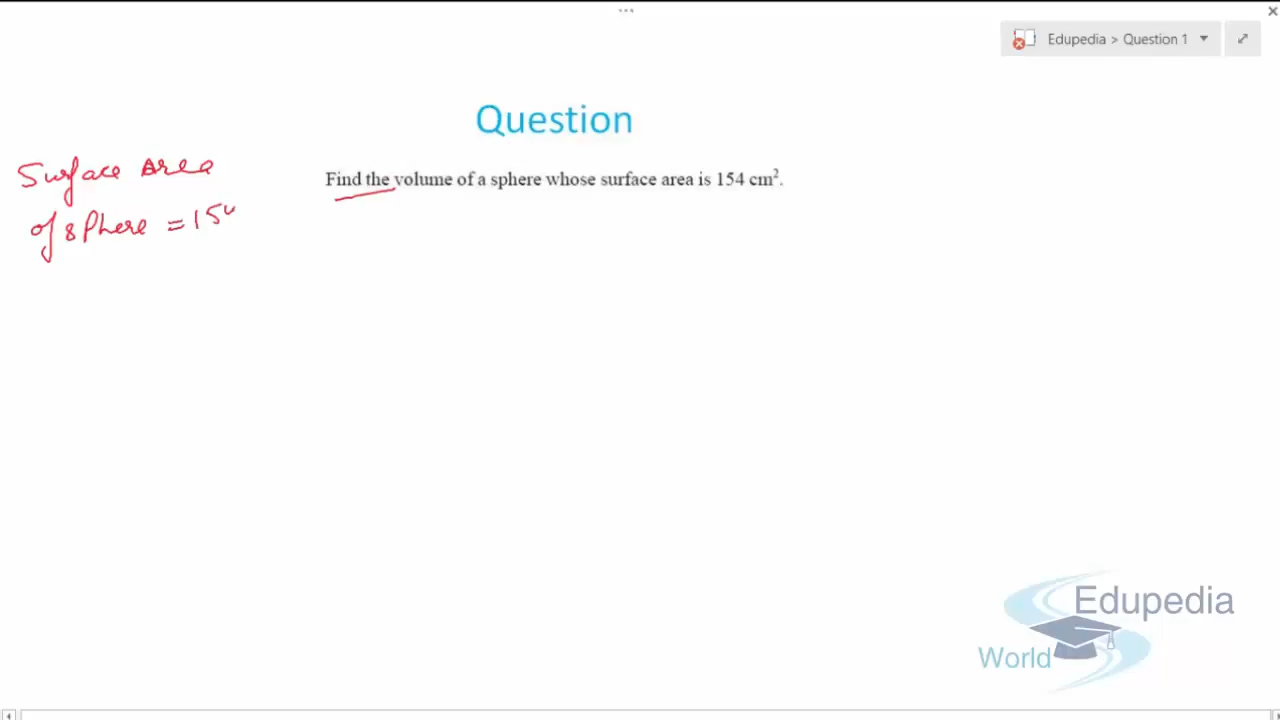 Edupedia > Question 1
Question
Find the volume of a sphere whose surface area is 154 cm².
Surface Area
of sphere = 154
Edupedia
World